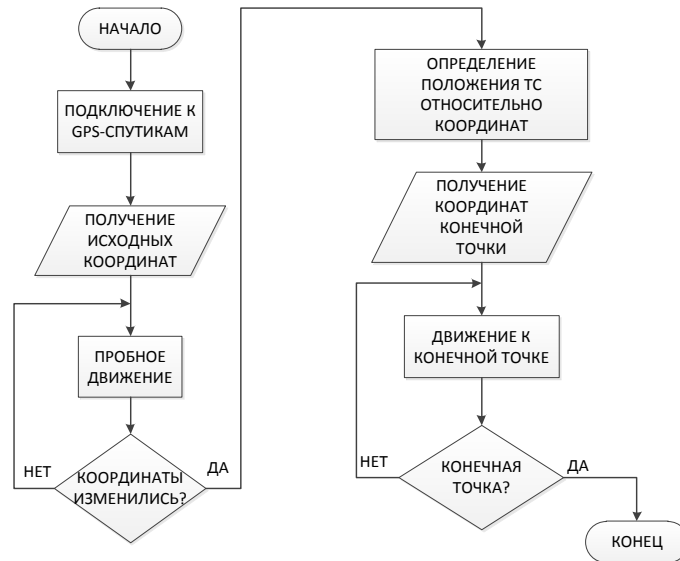 НАЧАЛО
ПОДКЛЮЧЕНИЕ К
GPS-СПУТИКАМ
ПОЛУЧЕНИЕ
ИСХОДНЫХ
КООРДИНАТ
ПРОБНОЕ
ДВИЖЕНИЕ
НЕТ
КООРДИНАТЫ
ИЗМЕНИЛИСЬ?
ДА
ОПРЕДЕЛЕНИЕ
ПОЛОЖЕНИЯ ТС
ОТНОСИТЕЛЬНО
КООРДИНАТ
ПОЛУЧЕНИЕ
КООРДИНАТ
КОНЕЧНОЙ
ТОЧКИ
ДВИЖЕНИЕ К
КОНЕЧНОЙ ТОЧКЕ
НЕТ
КОНЕЧНАЯ
ТОЧКА?
ДА
КОНЕЦ